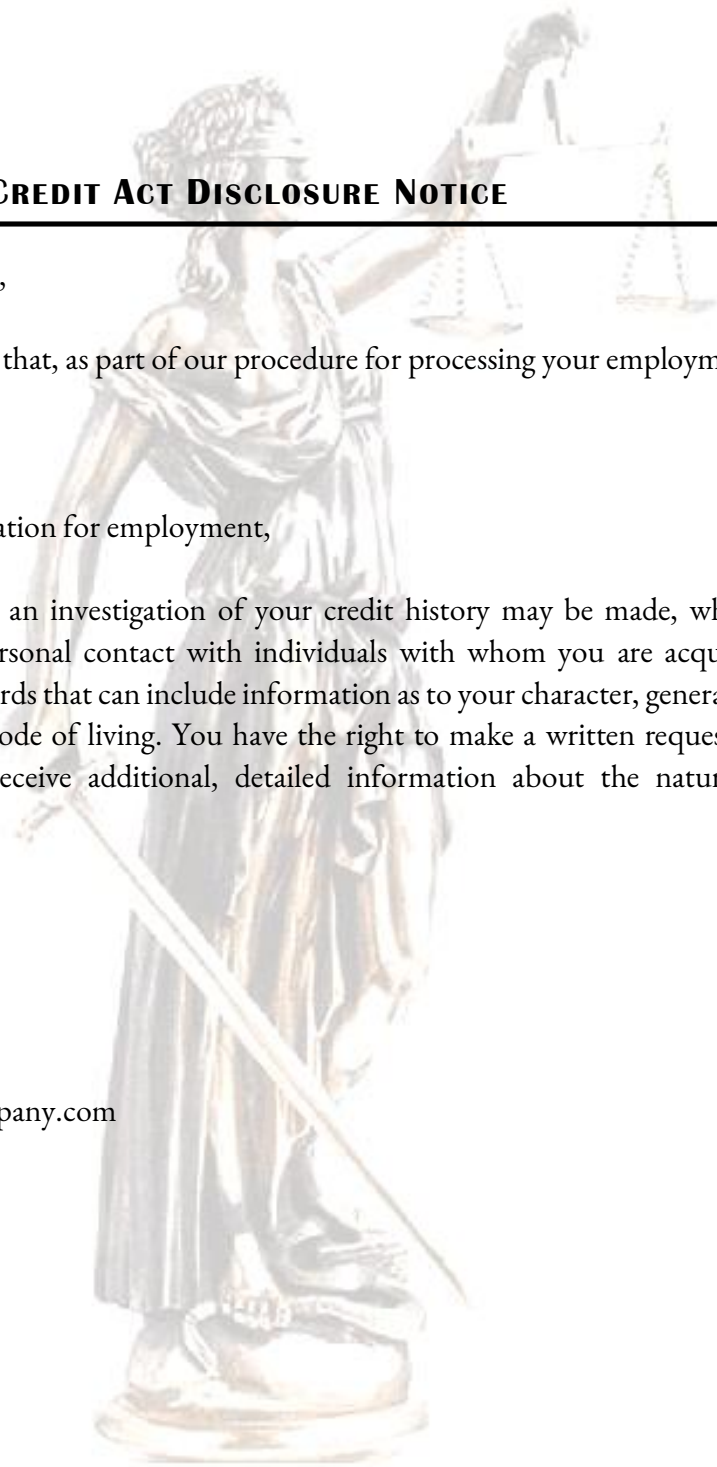 CREDIT ACT DISCLOSURE NOTICE
,
that, as part of our procedure for processing your employm
ation for employment,
an investigation of your credit history may be made, wh
rsonal contact with individuals with whom you are acqu
rds that can include information as to your character, genera
ode of living. You have the right to make a written reques
eceive additional, detailed information about the natur
pany.com